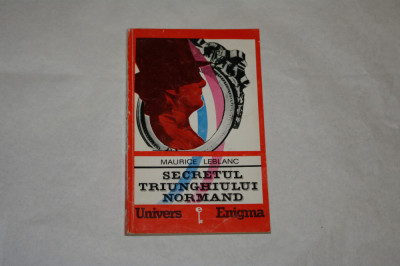 MAURICE LEBLANC
SECRETUL
TRIUNGHIULUI
NORMAND
Univers Enigma